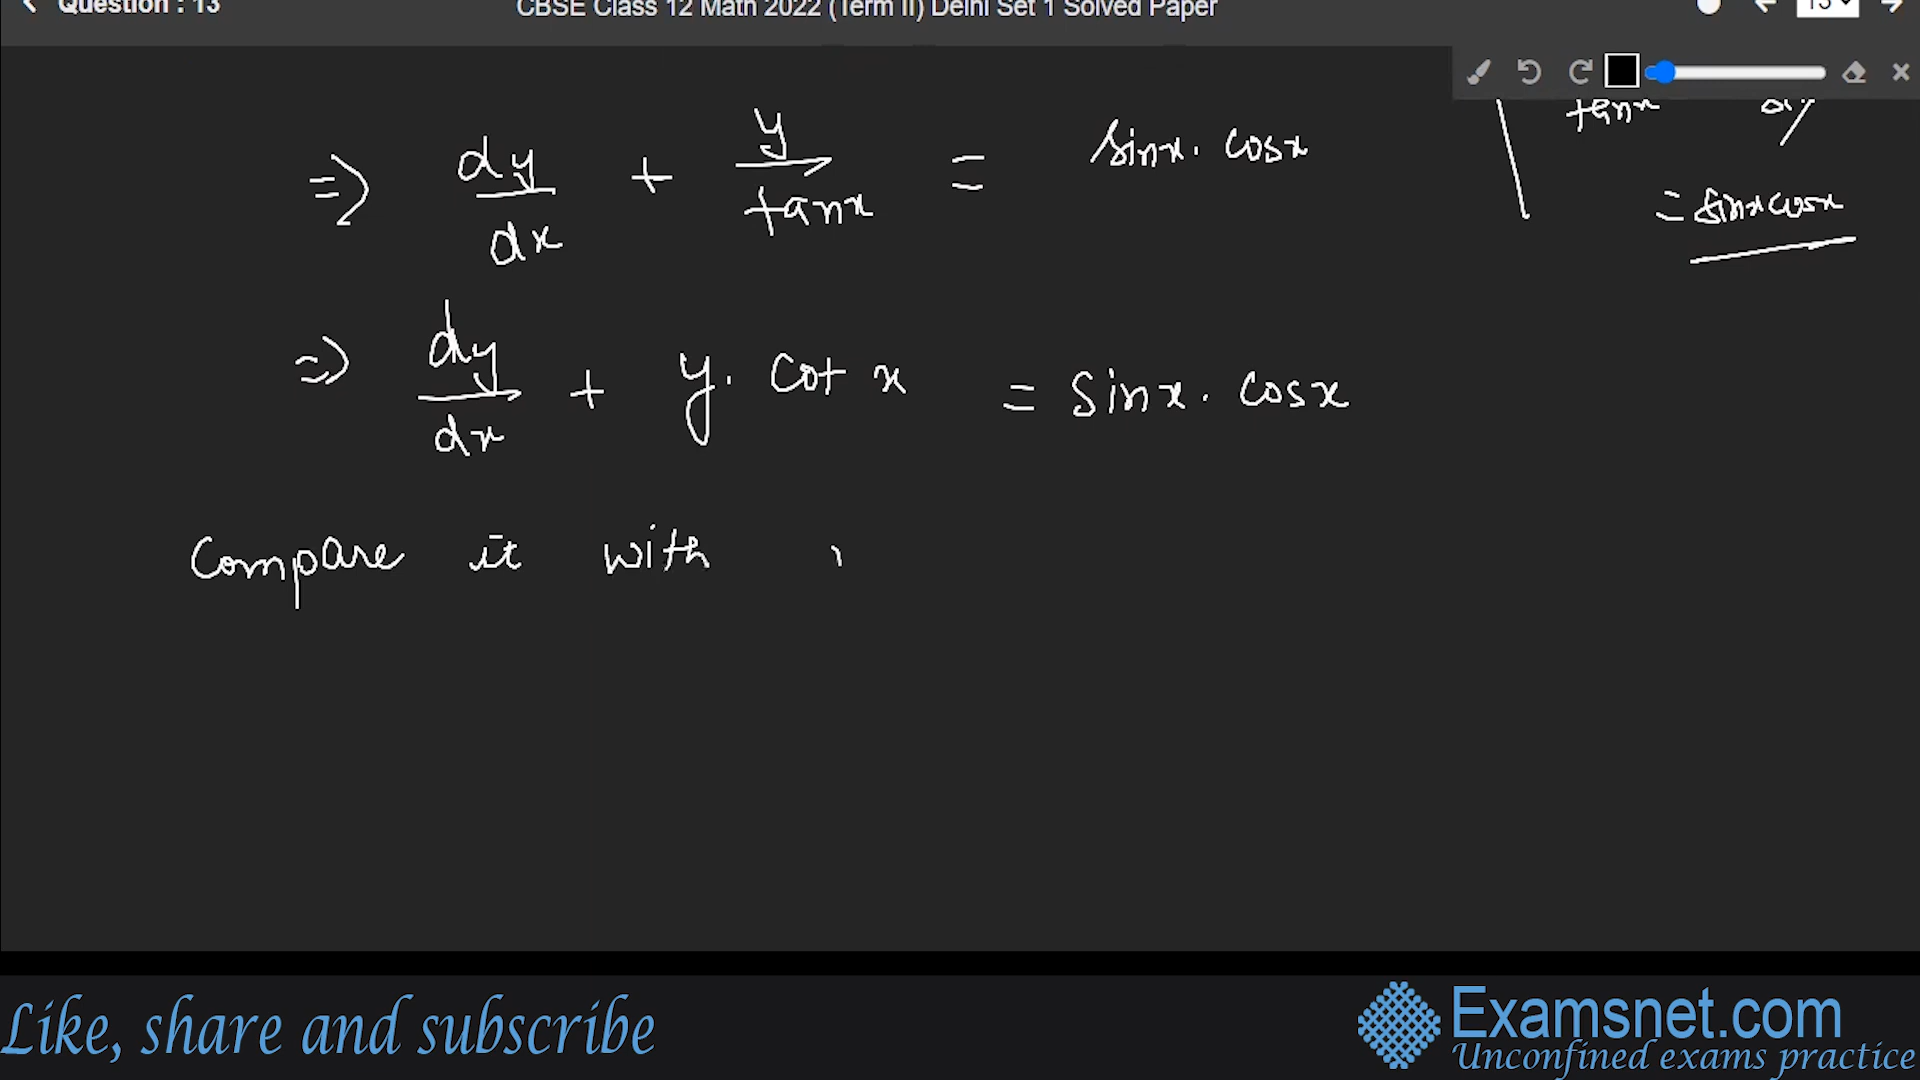 Question : 13
CBSE Class 12 Math 2022 (Term II) Delhi Set 1 Solved Paper
13
tanx
= sinx cosx
⇒ dy/dx + y/tanx = sinx. cosx
⇒ dy/dx + y. cot x = sinx. cosx
Compare it with
Like, share and subscribe
Examsnet.com
Unconfined exams practice